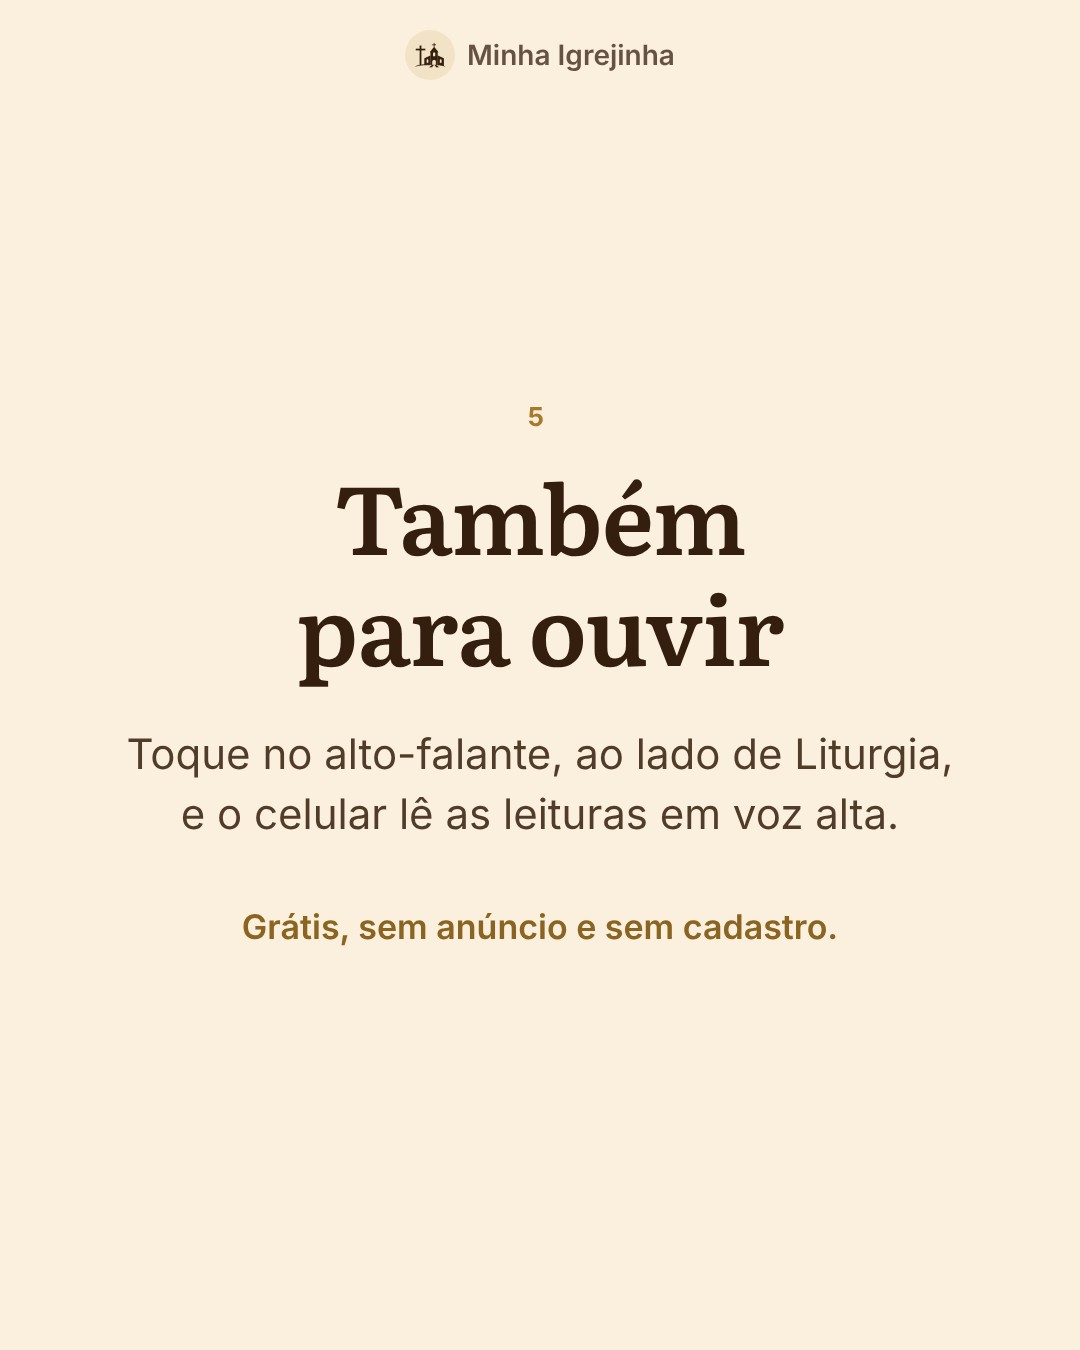 Minha Igrejinha
5
Também
para ouvir
Toque no alto-falante, ao lado de Liturgia,
e o celular lê as leituras em voz alta.
Grátis, sem anúncio e sem cadastro.